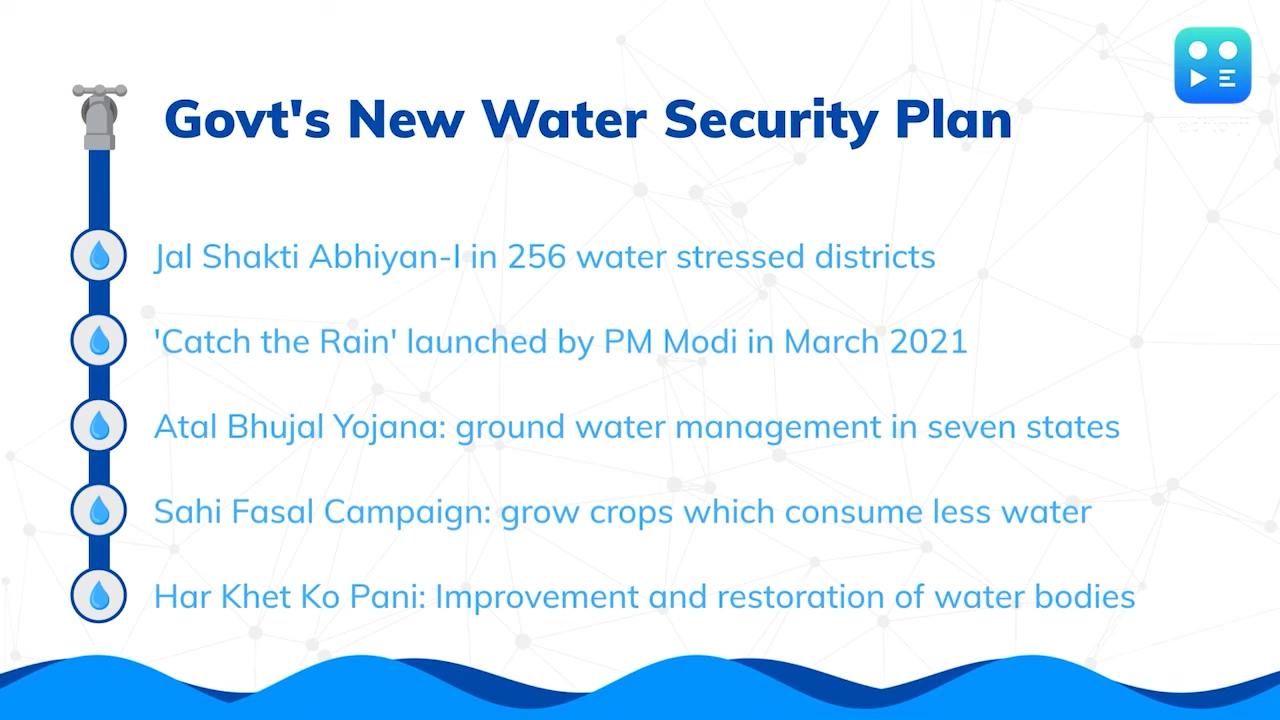 Govt's New Water Security Plan
Jal Shakti Abhiyan-I in 256 water stressed districts
'Catch the Rain' launched by PM Modi in March 2021
Atal Bhujal Yojana: ground water management in seven states
Sahi Fasal Campaign: grow crops which consume less water
Har Khet Ko Pani: Improvement and restoration of water bodies